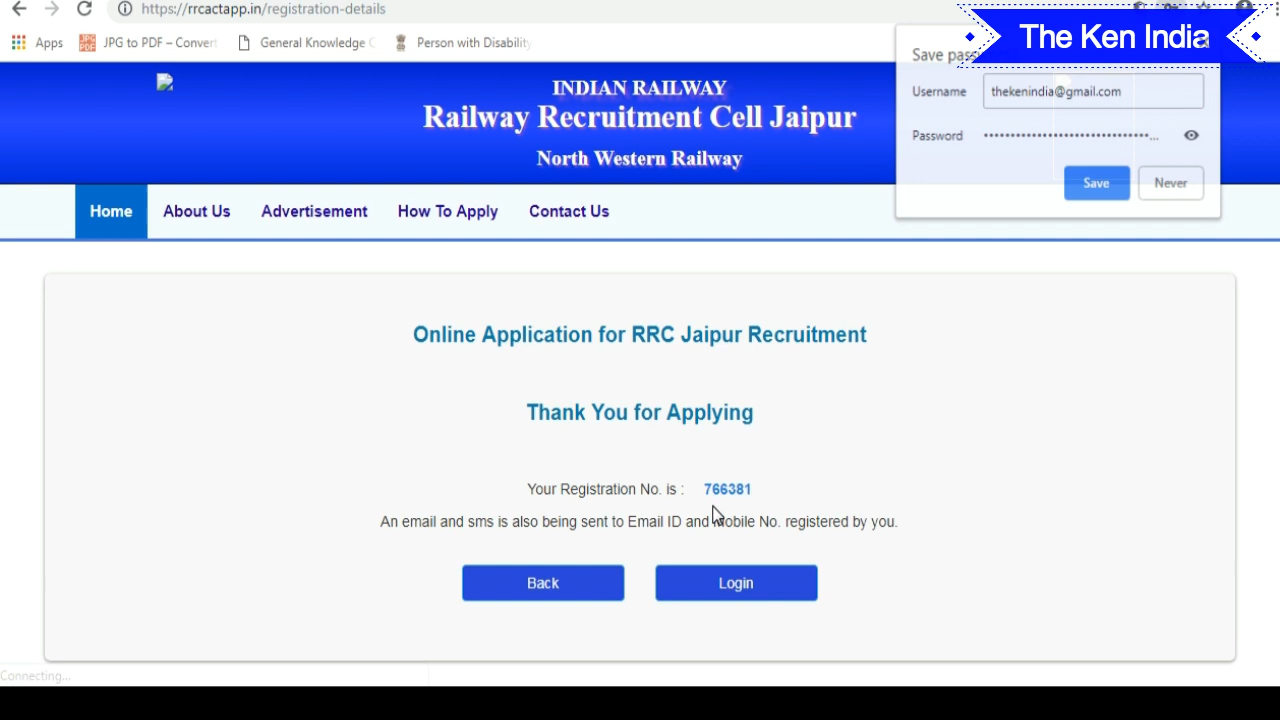 https://rrcactapp.in/registration-details
The Ken India
Apps
JPG to PDF – Convert
General Knowledge
Person with Disability
Save
Username
thekenindia@gmail.com
Password
Save
Never
INDIAN RAILWAY
Railway Recruitment Cell Jaipur
North Western Railway
Home
About Us
Advertisement
How To Apply
Contact Us
Online Application for RRC Jaipur Recruitment
Thank You for Applying
Your Registration No. is : 766381
An email and sms is also being sent to Email ID and Mobile No. registered by you.
Back
Login
Connecting...